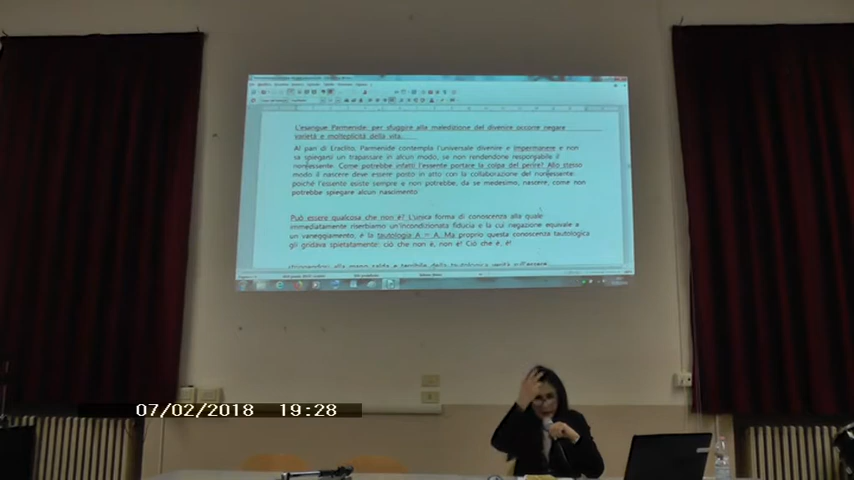 L'esangue Parmenide: per sfuggire alla maledizione del divenire occorre negare
varietà e molteplicità della vita.
Al pari di Eraclito, Parmenide contempla l'universale divenire e impermanere e non
sa spiegarsi un trapassare in alcun modo, se non rendendone responsabile il
nonessente. Come potrebbe infatti l'essente portare la colpa del perire? Allo stesso
modo il nascere deve essere posto in atto con la collaborazione del nonessente:
poiché l'essente esiste sempre e non potrebbe, da se medesimo, nascere, come non
potrebbe spiegare alcun nascimento.
Può essere qualcosa che non è? L'unica forma di conoscenza alla quale
immediatamente riserbiamo un'incondizionata fiducia e la cui negazione equivale a
un vaneggiamento, è la tautologia A = A. Ma proprio questa conoscenza tautologica
gli gridava spietatamente: ciò che non è, non è! Ciò che è, è!
07/02/2018 19:28